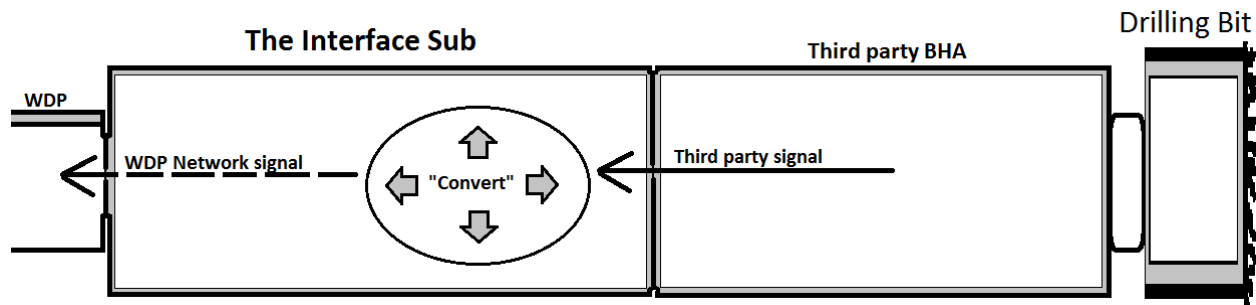 Drilling Bit
The Interface Sub
Third party BHA
WDP
WDP Network signal
"Convert"
Third party signal